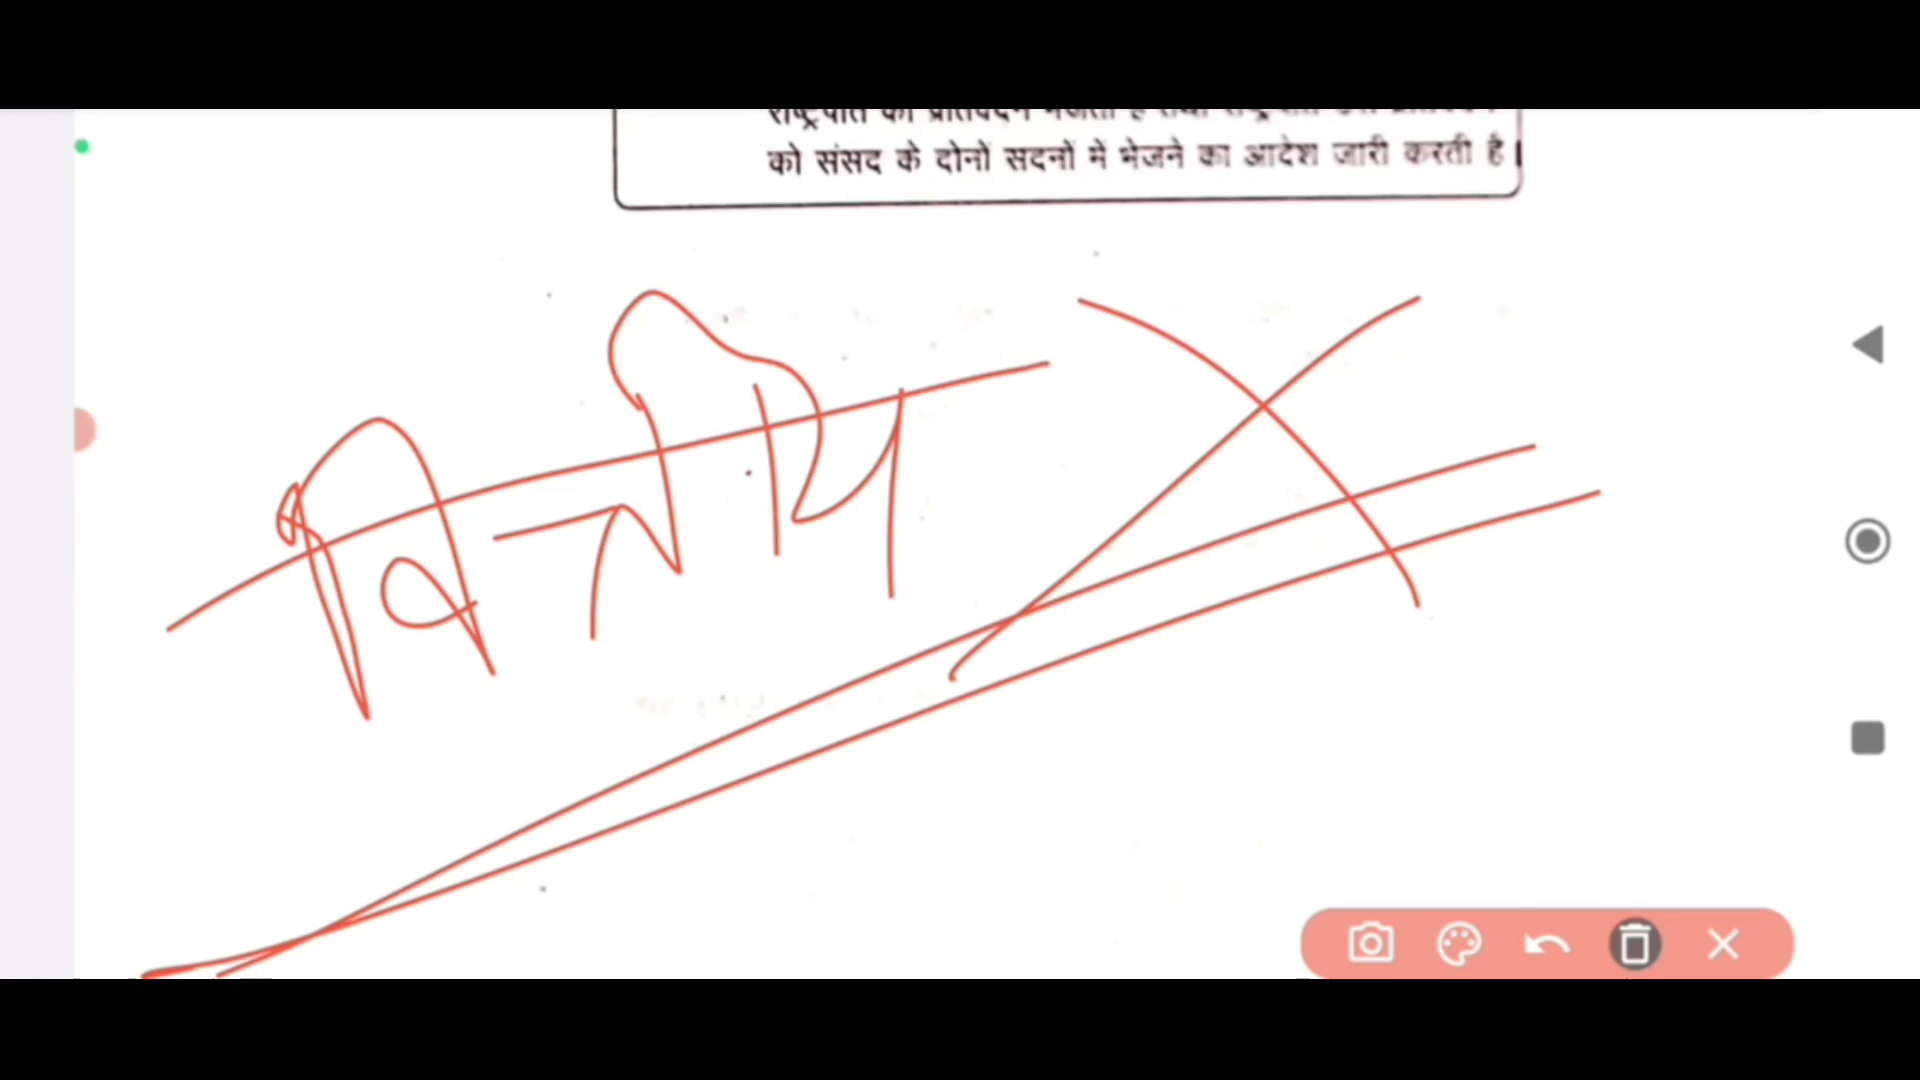 को संसद के दोनों सदनों में भेजने का आदेश जारी करती है।
वित्तीय